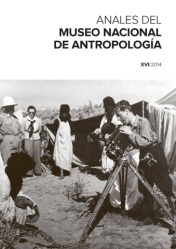 ANALES DEL
MUSEO NACIONAL
DE ANTROPOLOGÍA
XVI/2014